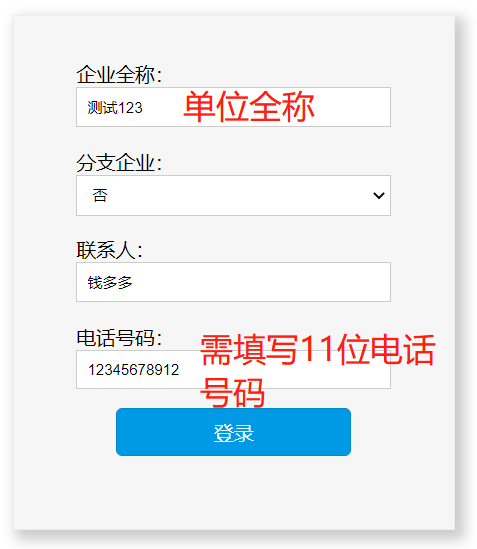 企业全称：
测试123 单位全称
分支企业：
否
联系人：
钱多多
电话号码：
需填写11位电话
12345678912
号码
登录